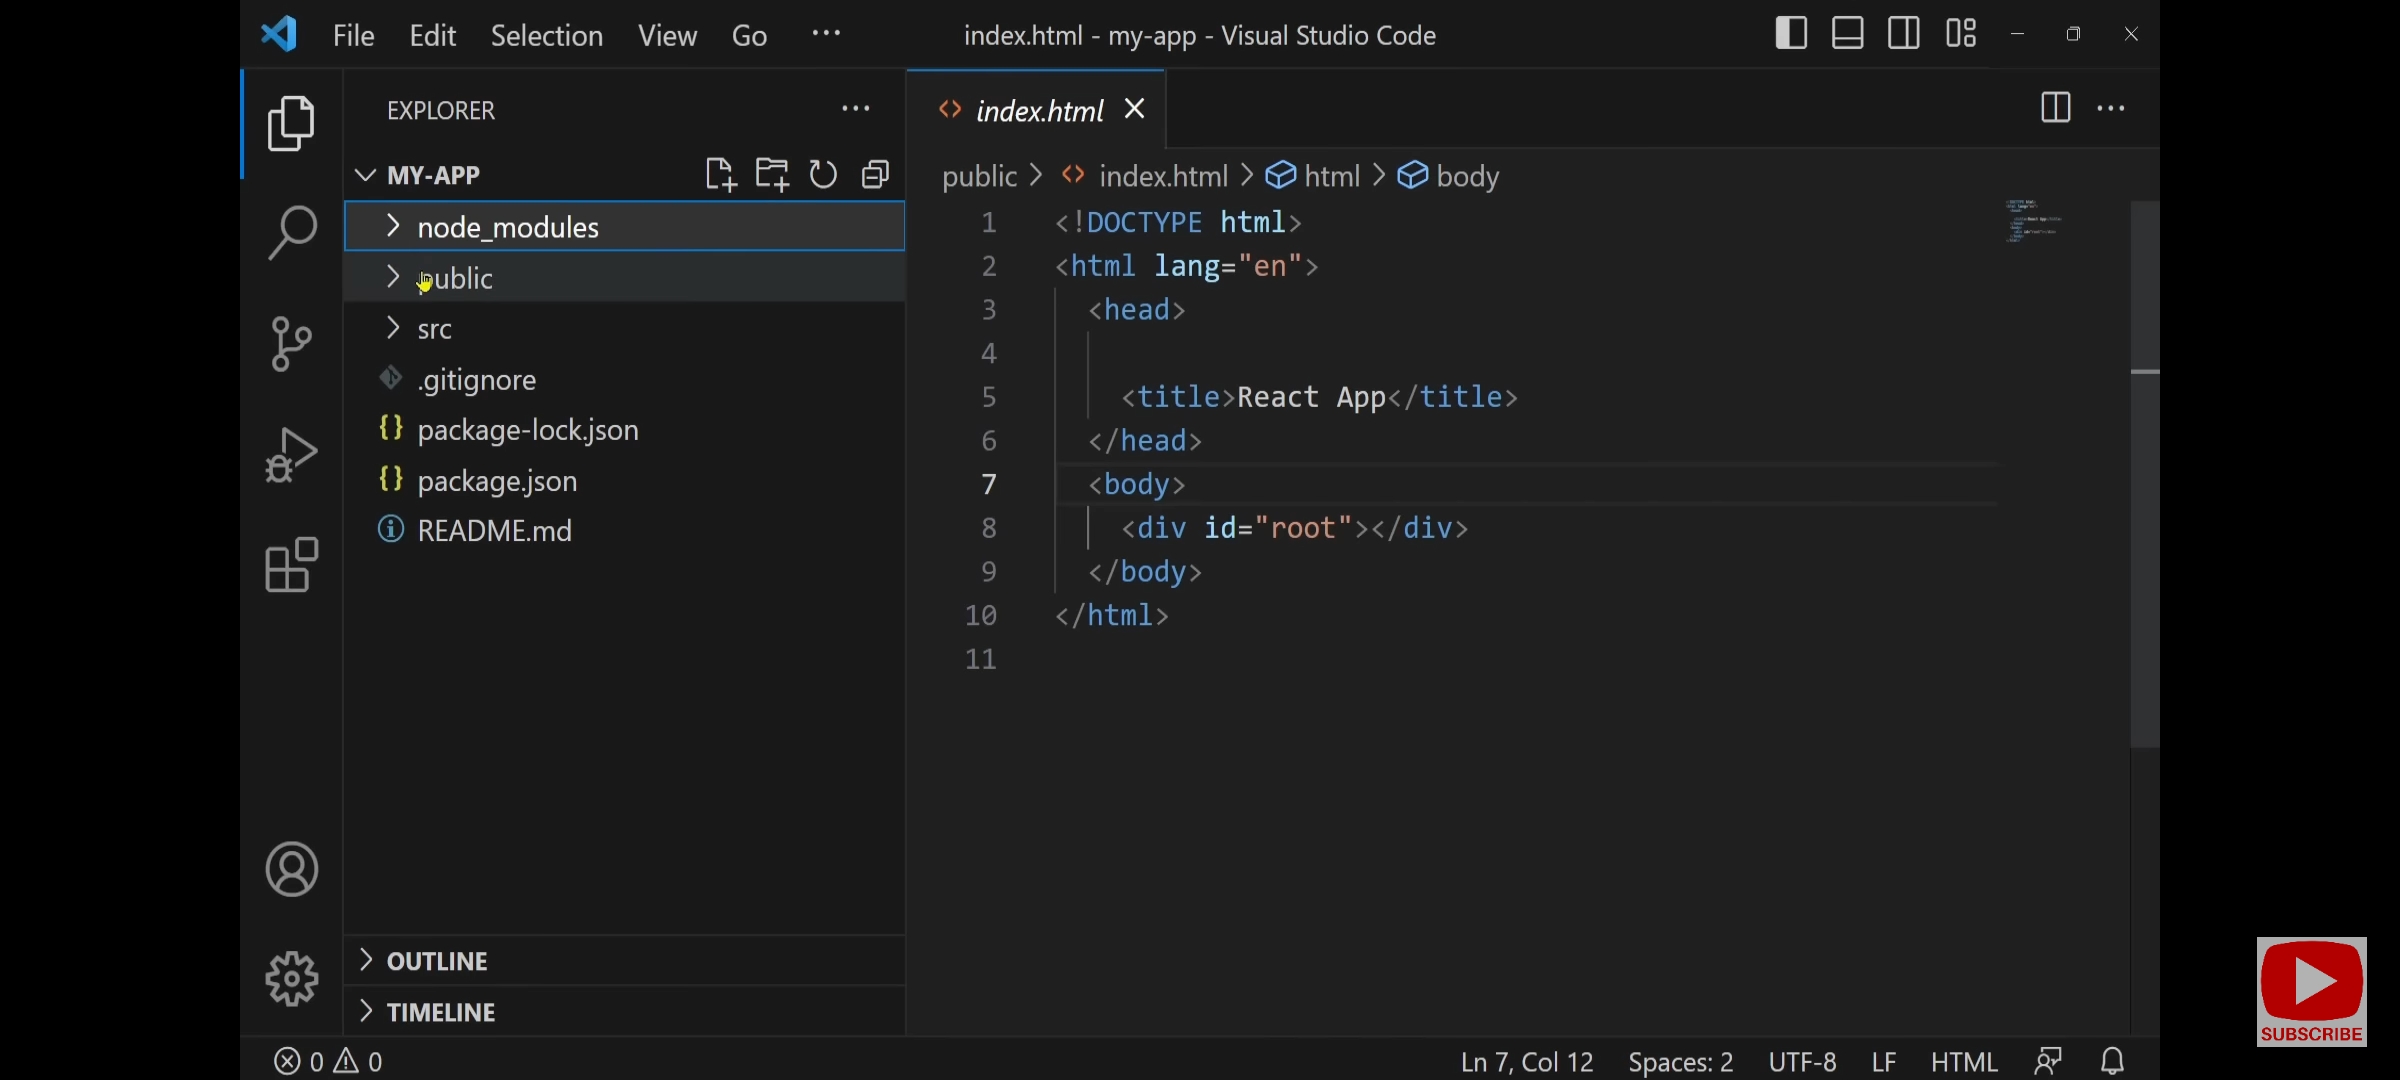 File Edit Selection View Go ··· index.html - my-app - Visual Studio Code
EXPLORER
MY-APP
node_modules
public
src
.gitignore
package-lock.json
package.json
README.md
OUTLINE
TIMELINE
index.html
public > index.html > html > body
1 <!DOCTYPE html>
2 <html lang="en">
3 <head>
4
5 <title>React App</title>
6 </head>
7 <body>
8 <div id="root"></div>
9 </body>
10 </html>
11
0 0 Ln 7, Col 12 Spaces: 2 UTF-8 LF HTML
SUBSCRIBE